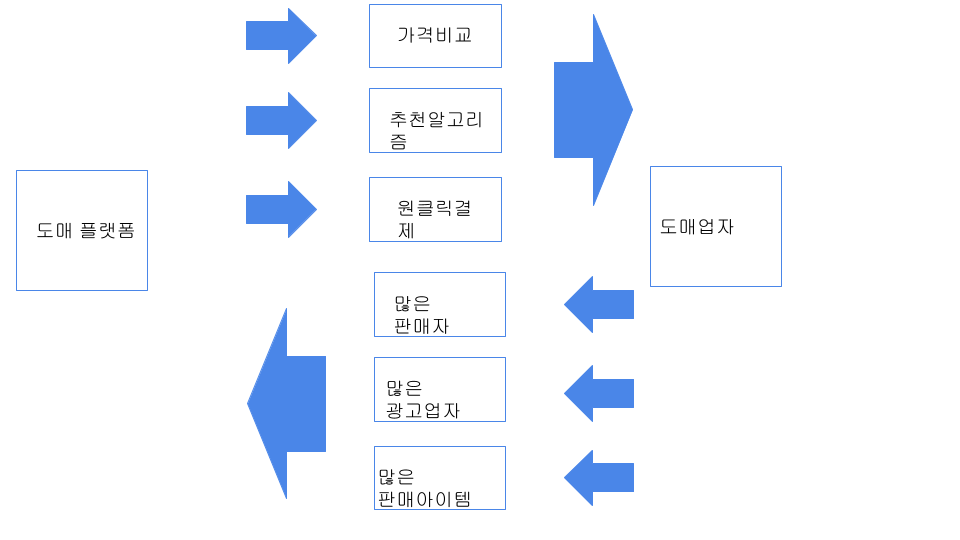 가격비교
추천알고리
즘
원클릭결
제
도매 플랫폼
도매업자
많은
판매자
많은
광고업자
많은
판매아이템